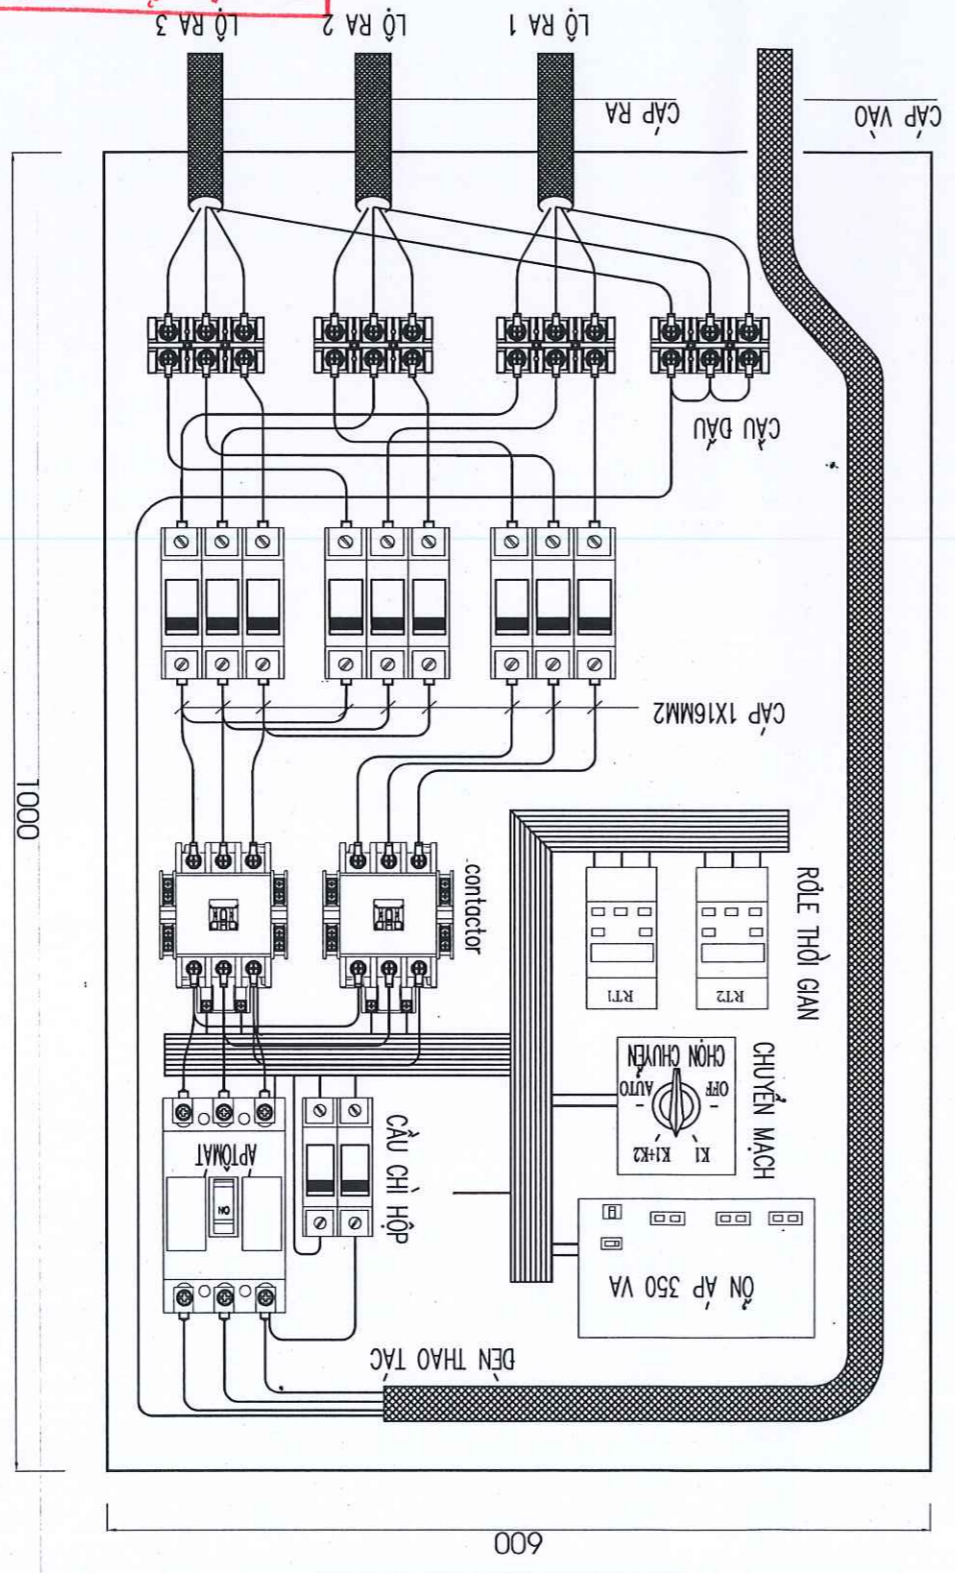 600
ĐÈN THAO TÁC
ỔN ÁP 350 VA
ON
ÁPTÔMÁT
CẦU CHÌ HỘP
K1
K1+K2
OFF
AUTO
CHỌN CHUYỂN
CHUYỂN MẠCH
RT2
RT1
RƠLE THỜI GIAN
contactor
1000
CÁP 1X16MM2
CẦU ĐẤU
CÁP VÀO
CÁP RA
LỘ RA 1
LỘ RA 2
LỘ RA 3